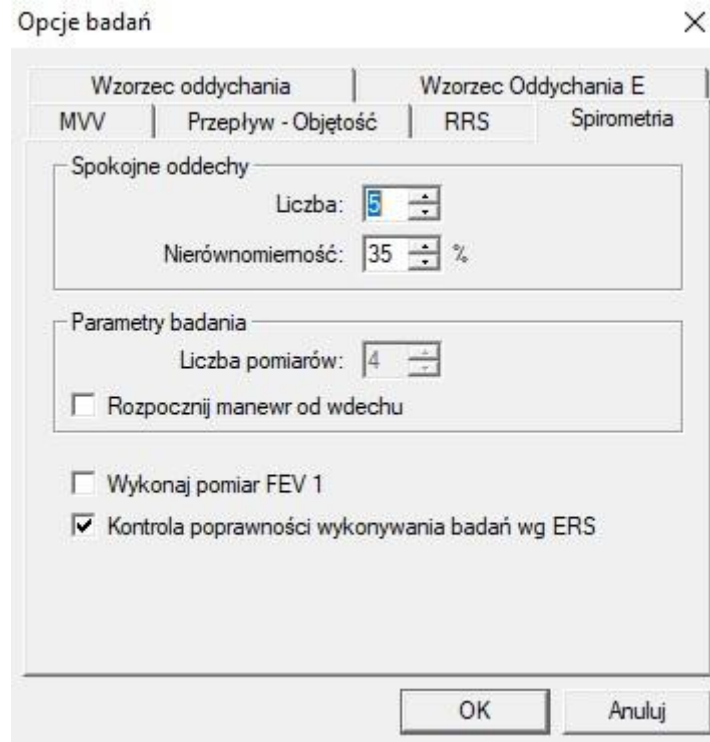 Opcje badań
Wzorzec oddychania Wzorzec Oddychania E
MVV Przepływ - Objętość RRS Spirometria
Spokojne oddechy
Liczba: 5
Nierównomierność: 35 %
Parametry badania
Liczba pomiarów: 4
Rozpocznij manewr od wdechu
Wykonaj pomiar FEV 1
Kontrola poprawności wykonywania badań wg ERS
OK Anuluj